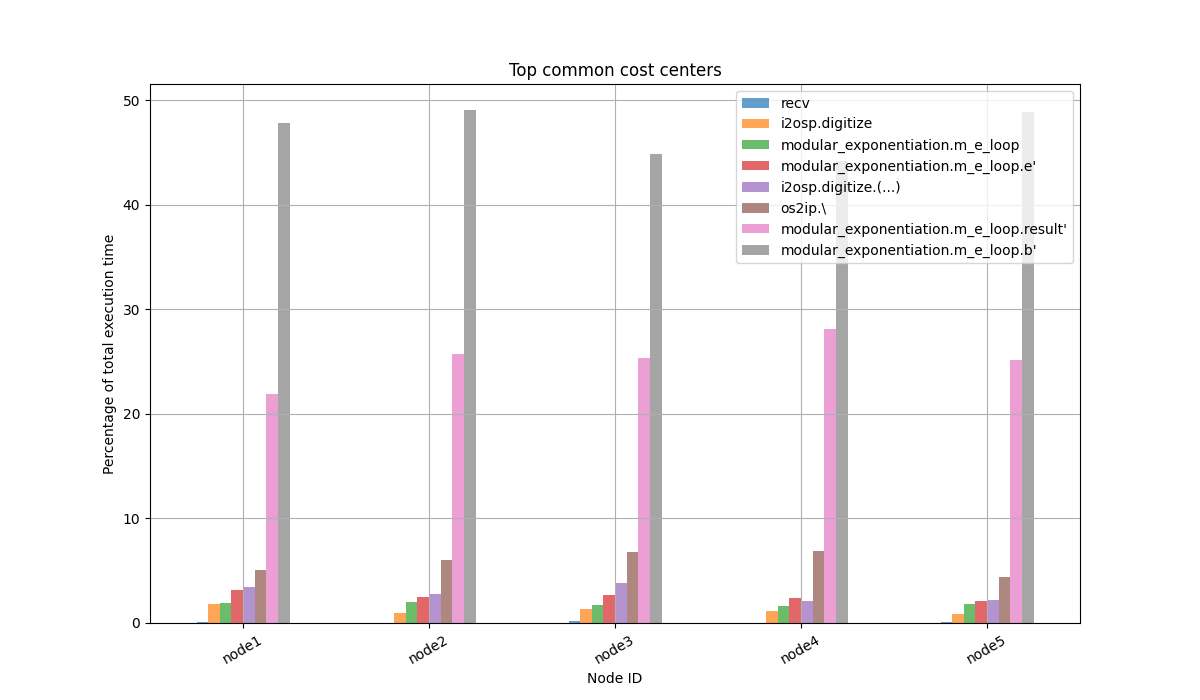 Top common cost centers
Percentage of total execution time
50
40
30
20
10
0
recv
i2osp.digitize
modular_exponentiation.m_e_loop
modular_exponentiation.m_e_loop.e'
i2osp.digitize.(...)
os2ip.\
modular_exponentiation.m_e_loop.result'
modular_exponentiation.m_e_loop.b'
node1
node2
node3
node4
node5
Node ID